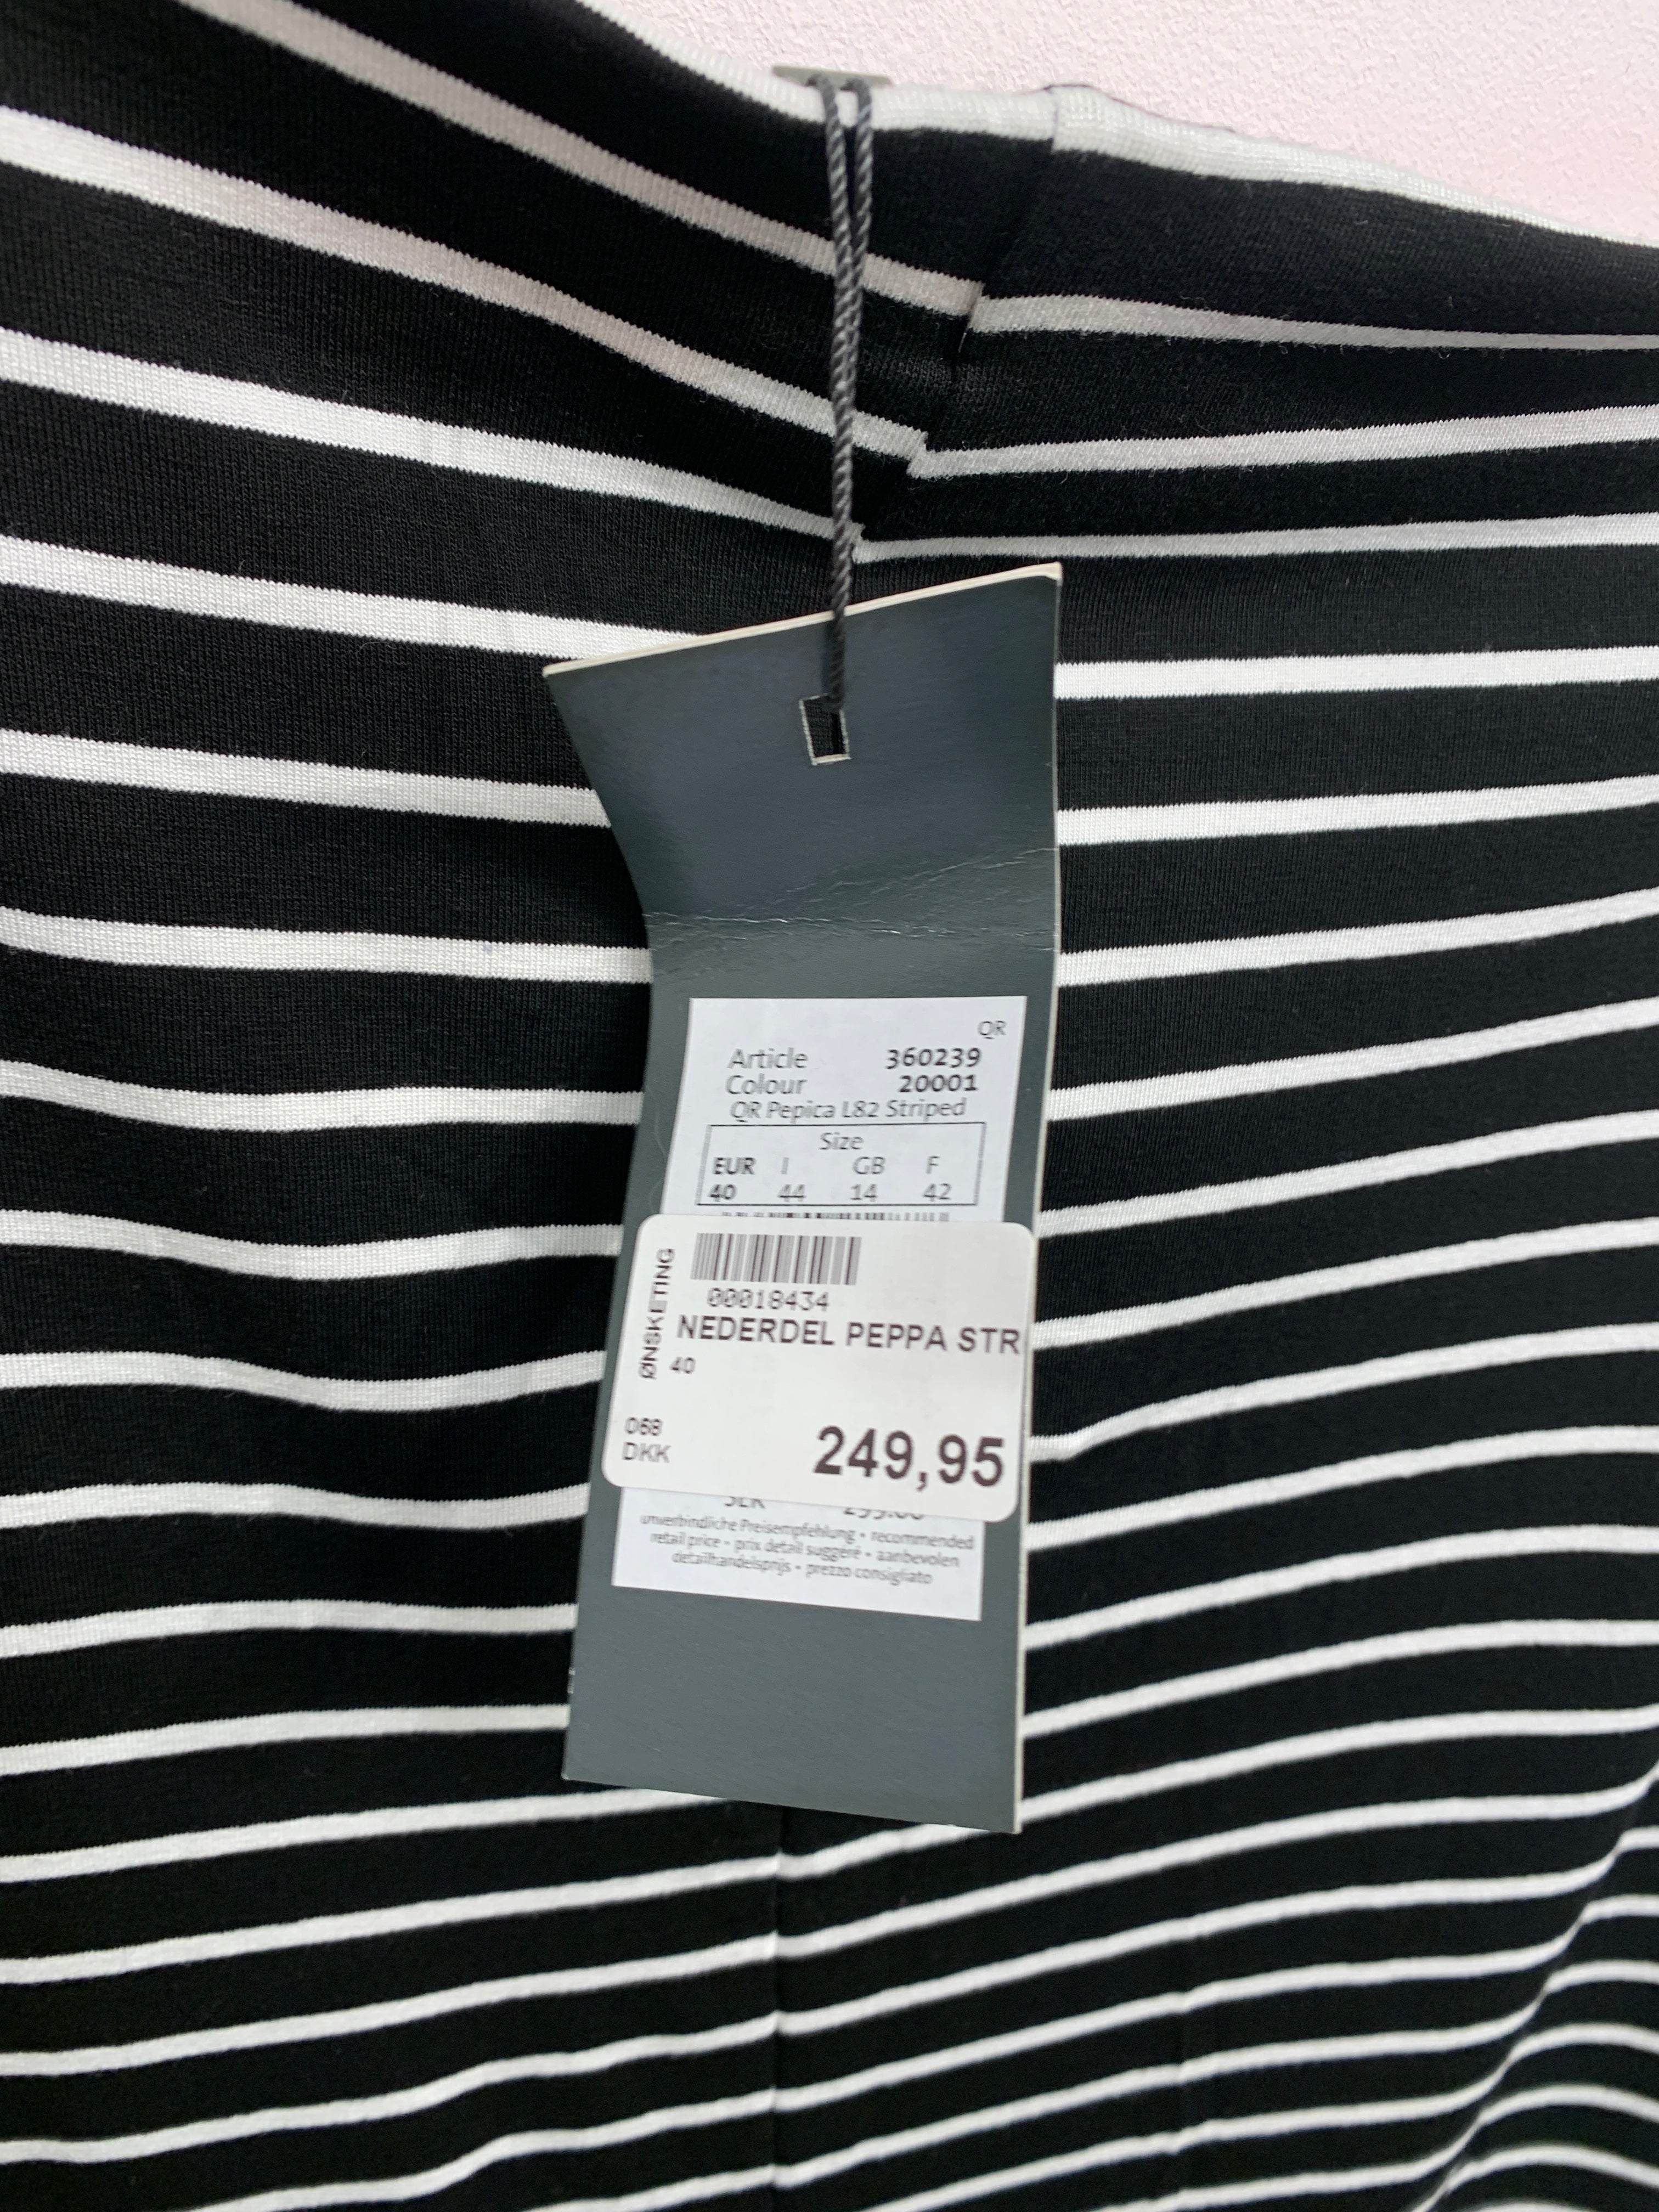 QR
Article 360239
Colour 20001
QR Pepica L82 Striped
Size
EUR I GB F
40 44 14 42
ØNSKETING
00018434
NEDERDEL PEPPA STR
40
068
DKK 249,95
unverbindliche Preisempfehlung • recommended
retail price • prix detail suggéré • aanbevolen
detailhandelsprijs • prezzo consigliato